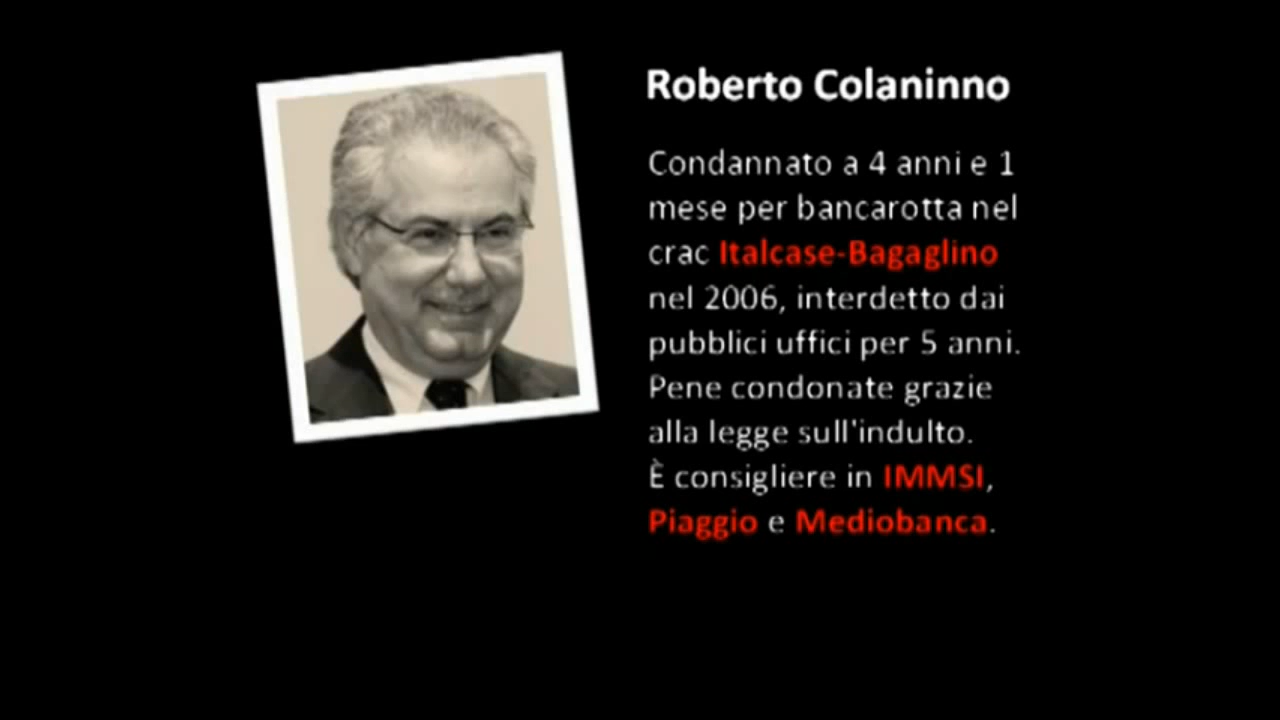 Roberto Colaninno
Condannato a 4 anni e 1
mese per bancarotta nel
crac Italcase-Bagaglino
nel 2006, interdetto dai
pubblici uffici per 5 anni.
Pene condonate grazie
alla legge sull'indulto.
È consigliere in IMMSI,
Piaggio e Mediobanca.